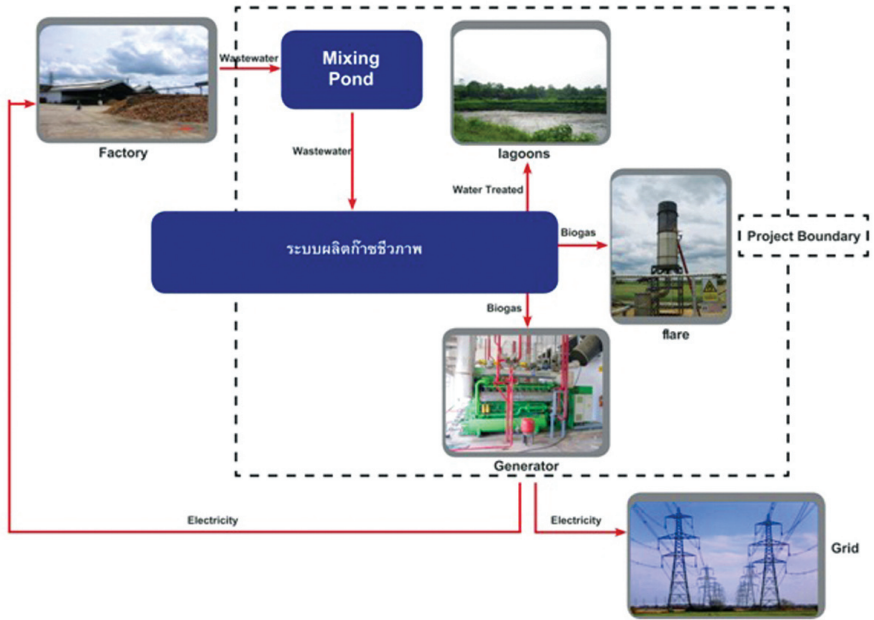 Wastewater
Mixing
Pond
Factory
Wastewater
lagoons
Water Treated
ระบบผลิตก๊าซชีวภาพ
Biogas
Project Boundary
Biogas
flare
Generator
Electricity
Electricity
Grid